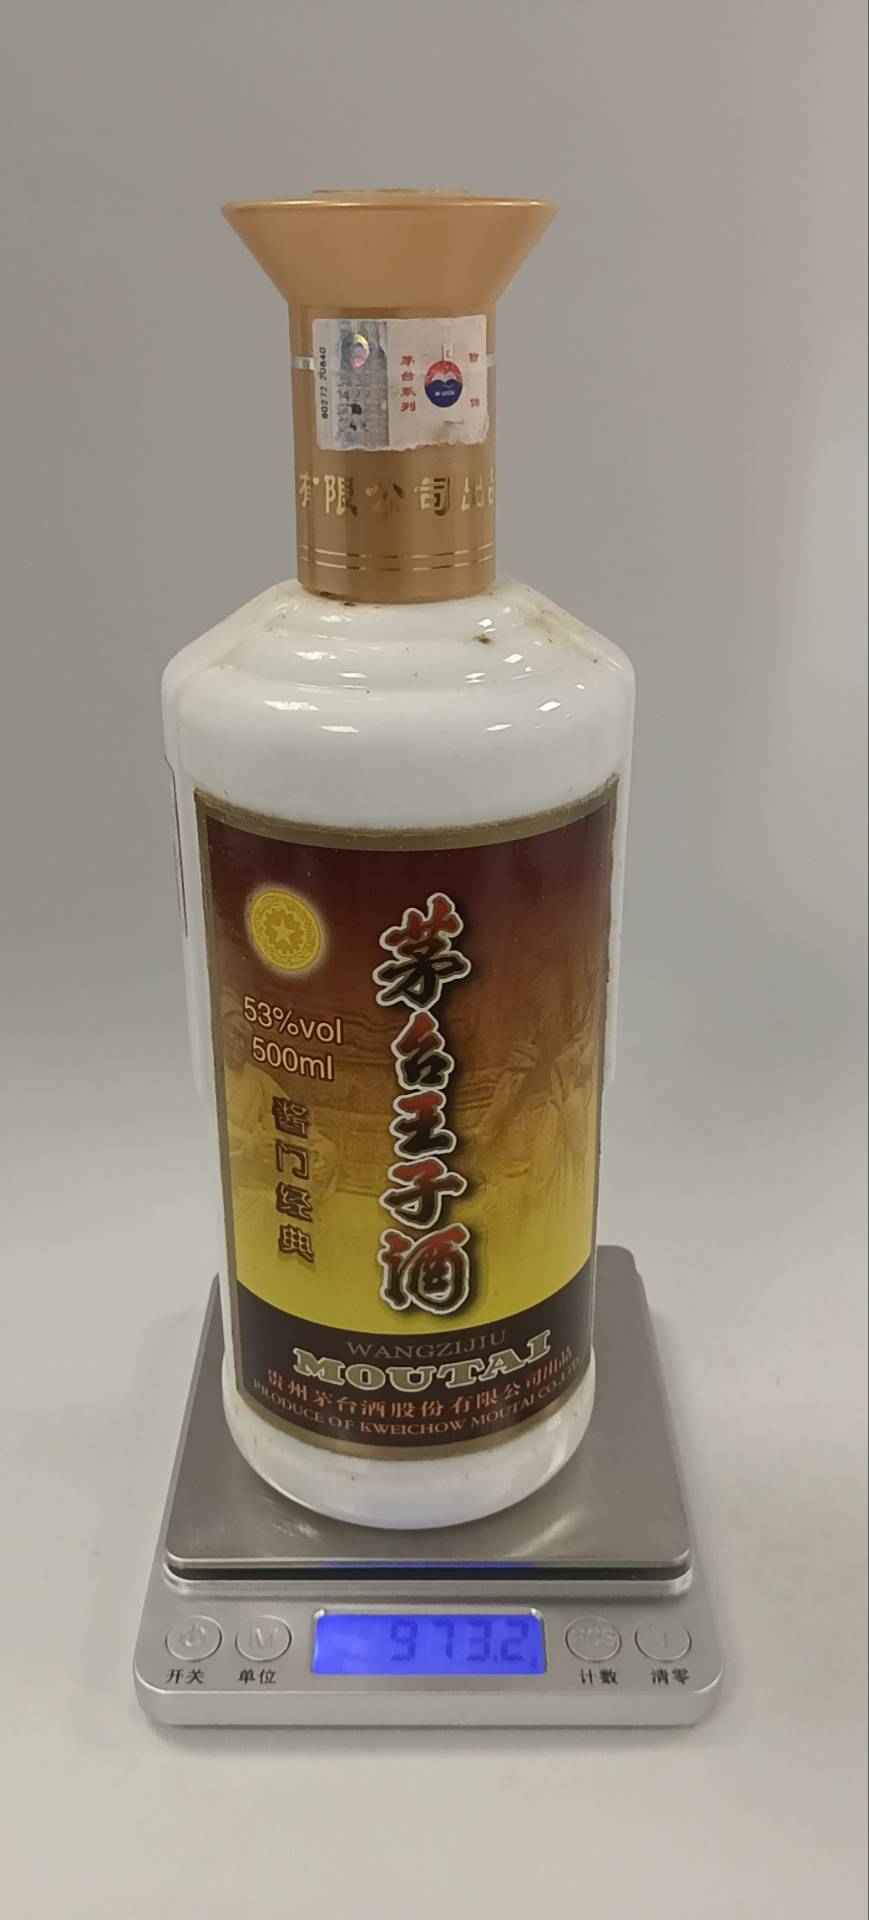 60272 20840
茅台系列
有限公司出品
53%vol
500ml
酱门经典
茅台王子酒
WANGZIJIU
MOUTAI
贵州茅台酒股份有限公司出品
PRODUCE OF KWEICHOW MOUTAI CO.,LTD.
973.2
M
开关
单位
计数
清零